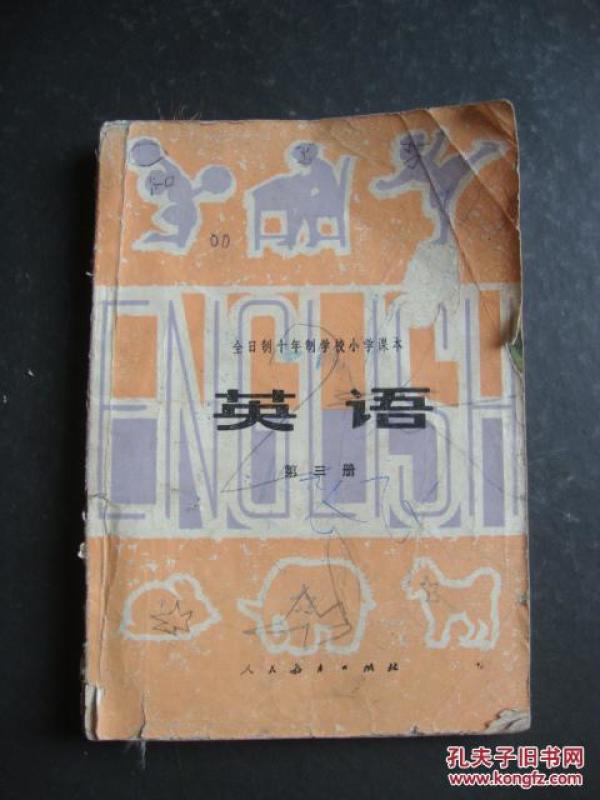 ENGLISH
全日制十年制学校小学课本
英语
第三册
人民教育出版社
孔夫子旧书网
www.kongfz.com